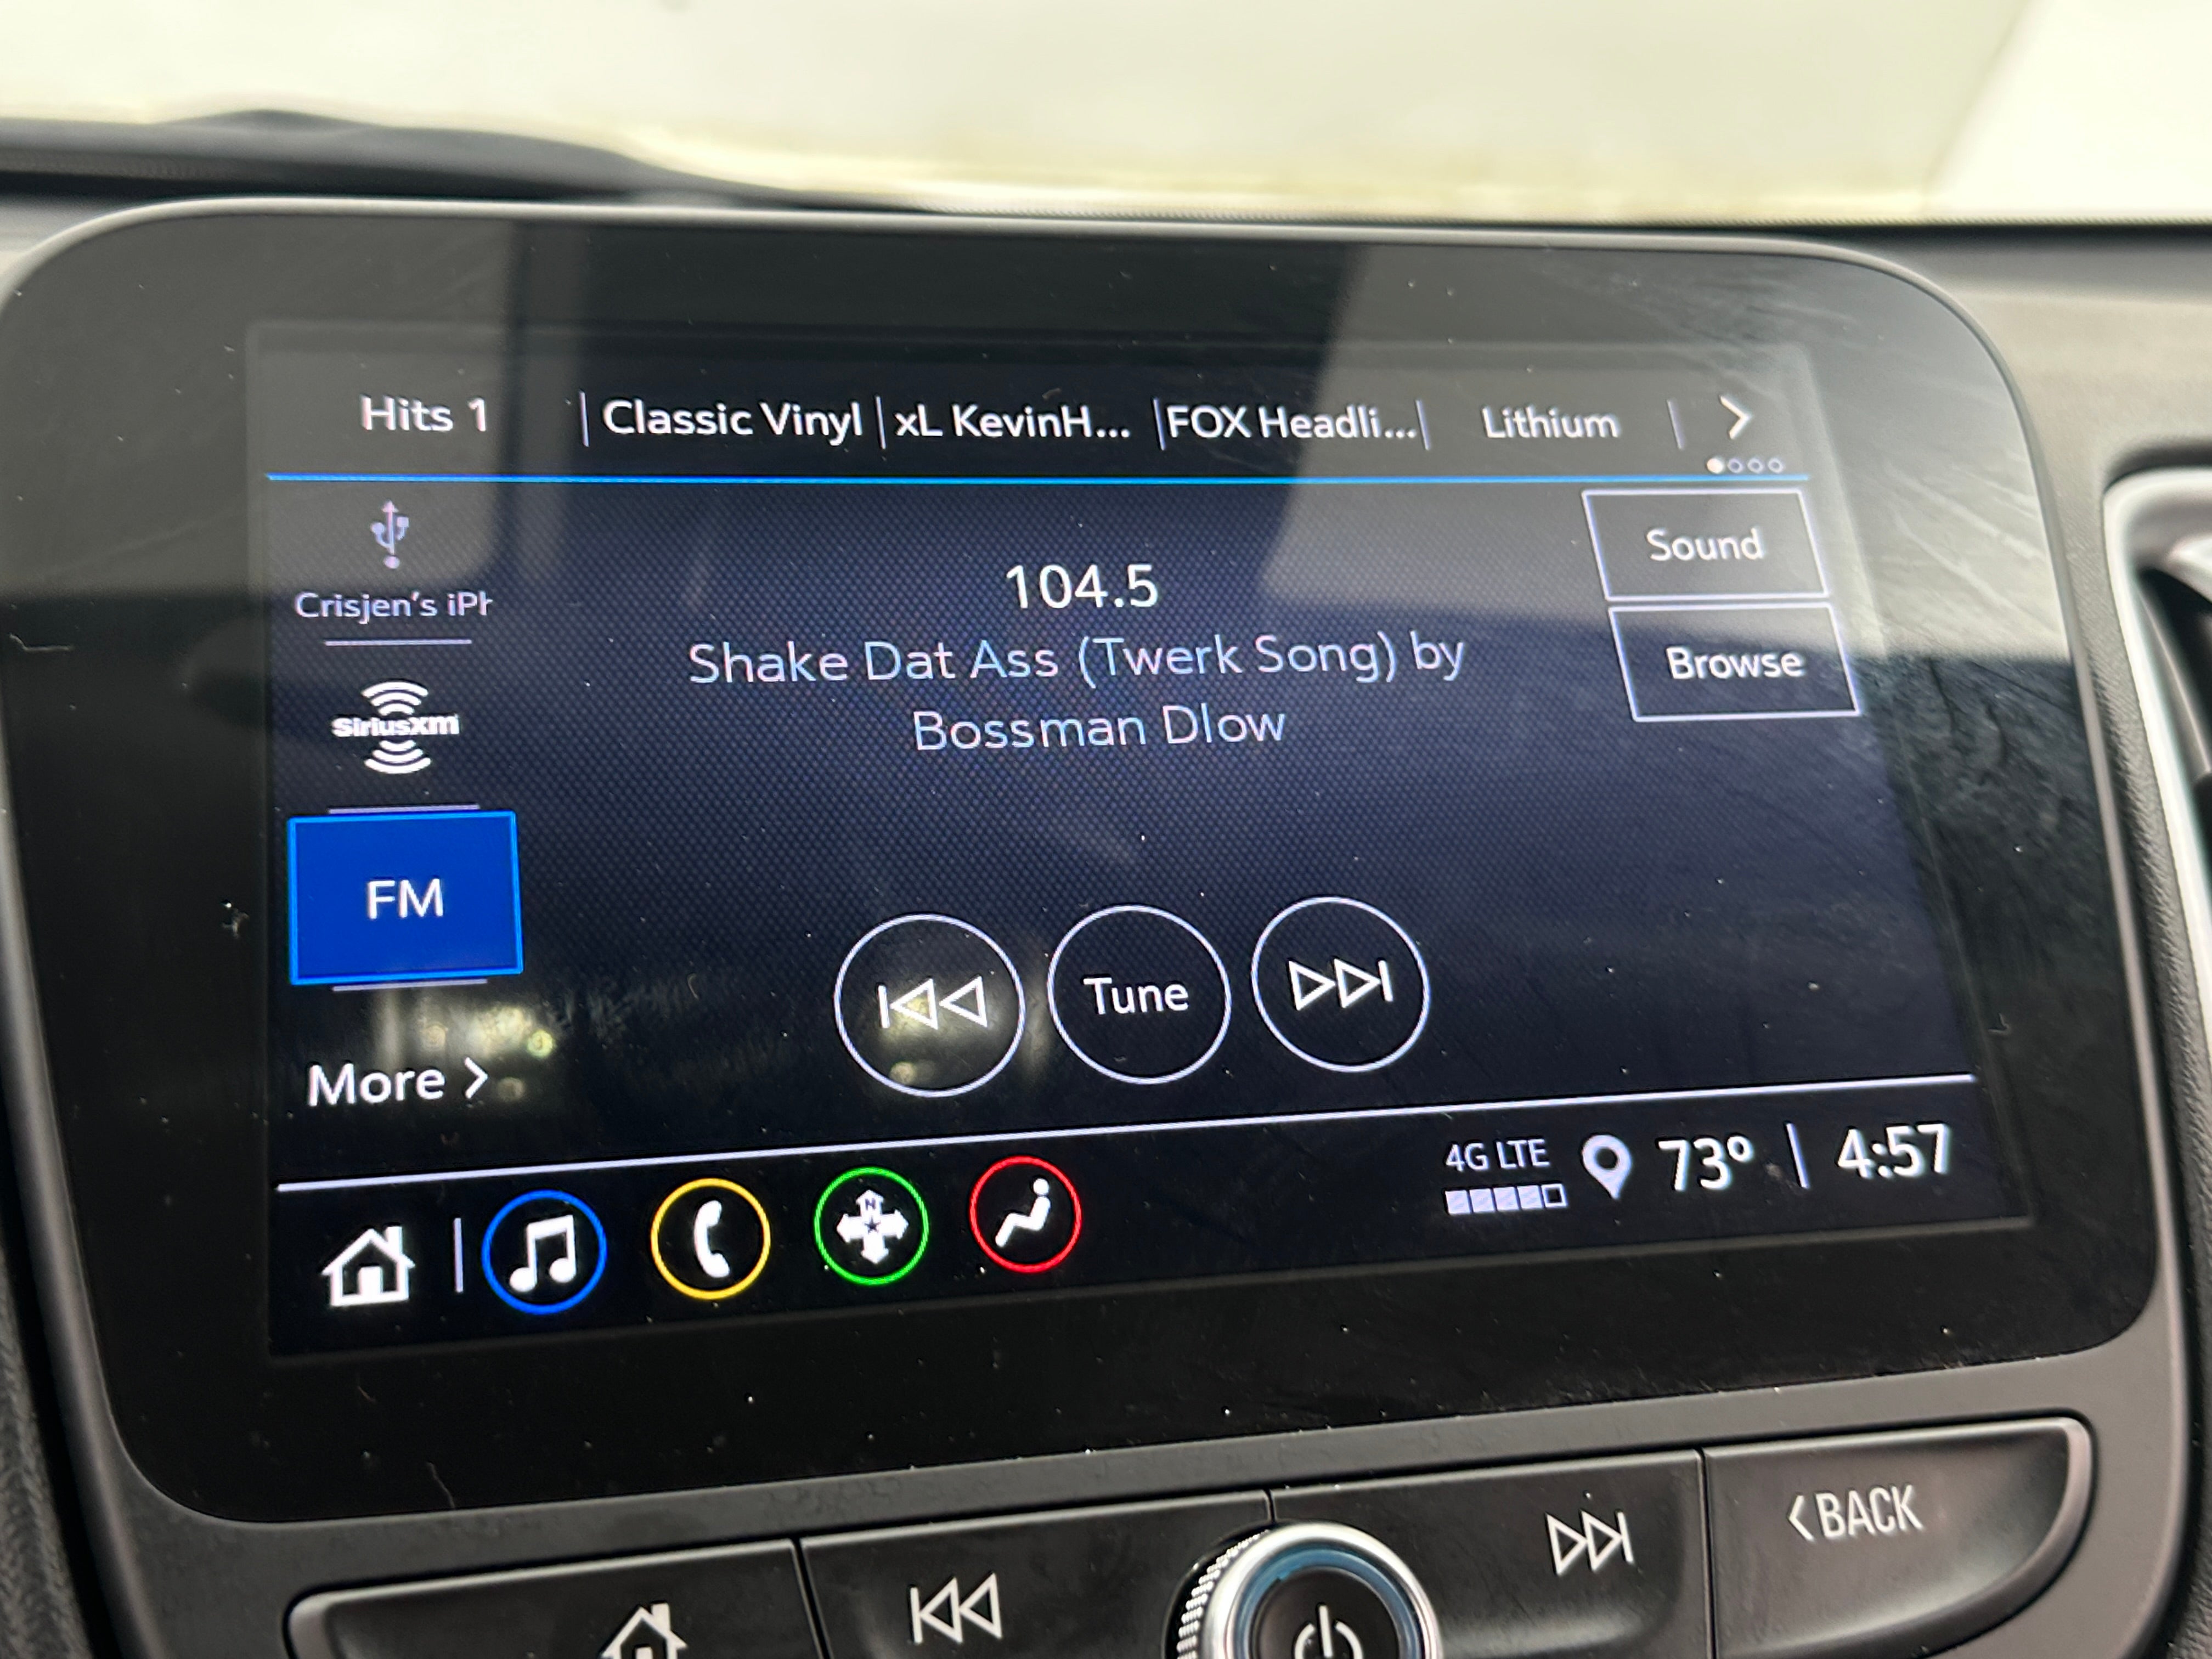 Hits 1 Classic Vinyl xL KevinH... FOX Headli... Lithium
Crisjen's iPh
Sound
104.5
Shake Dat Ass (Twerk Song) by
Bossman Dlow
Browse
SiriusXM
FM
Tune
More
4G LTE 73° 4:57
N
BACK